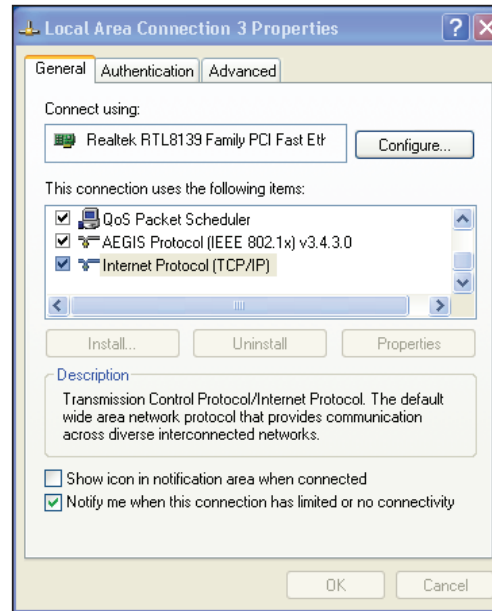 Local Area Connection 3 Properties
General Authentication Advanced
Connect using:
Realtek RTL8139 Family PCI Fast Eth
Configure...
This connection uses the following items:
QoS Packet Scheduler
AEGIS Protocol (IEEE 802.1x) v3.4.3.0
Internet Protocol (TCP/IP)
Install... Uninstall Properties
Description
Transmission Control Protocol/Internet Protocol. The default
wide area network protocol that provides communication
across diverse interconnected networks.
Show icon in notification area when connected
Notify me when this connection has limited or no connectivity
OK Cancel